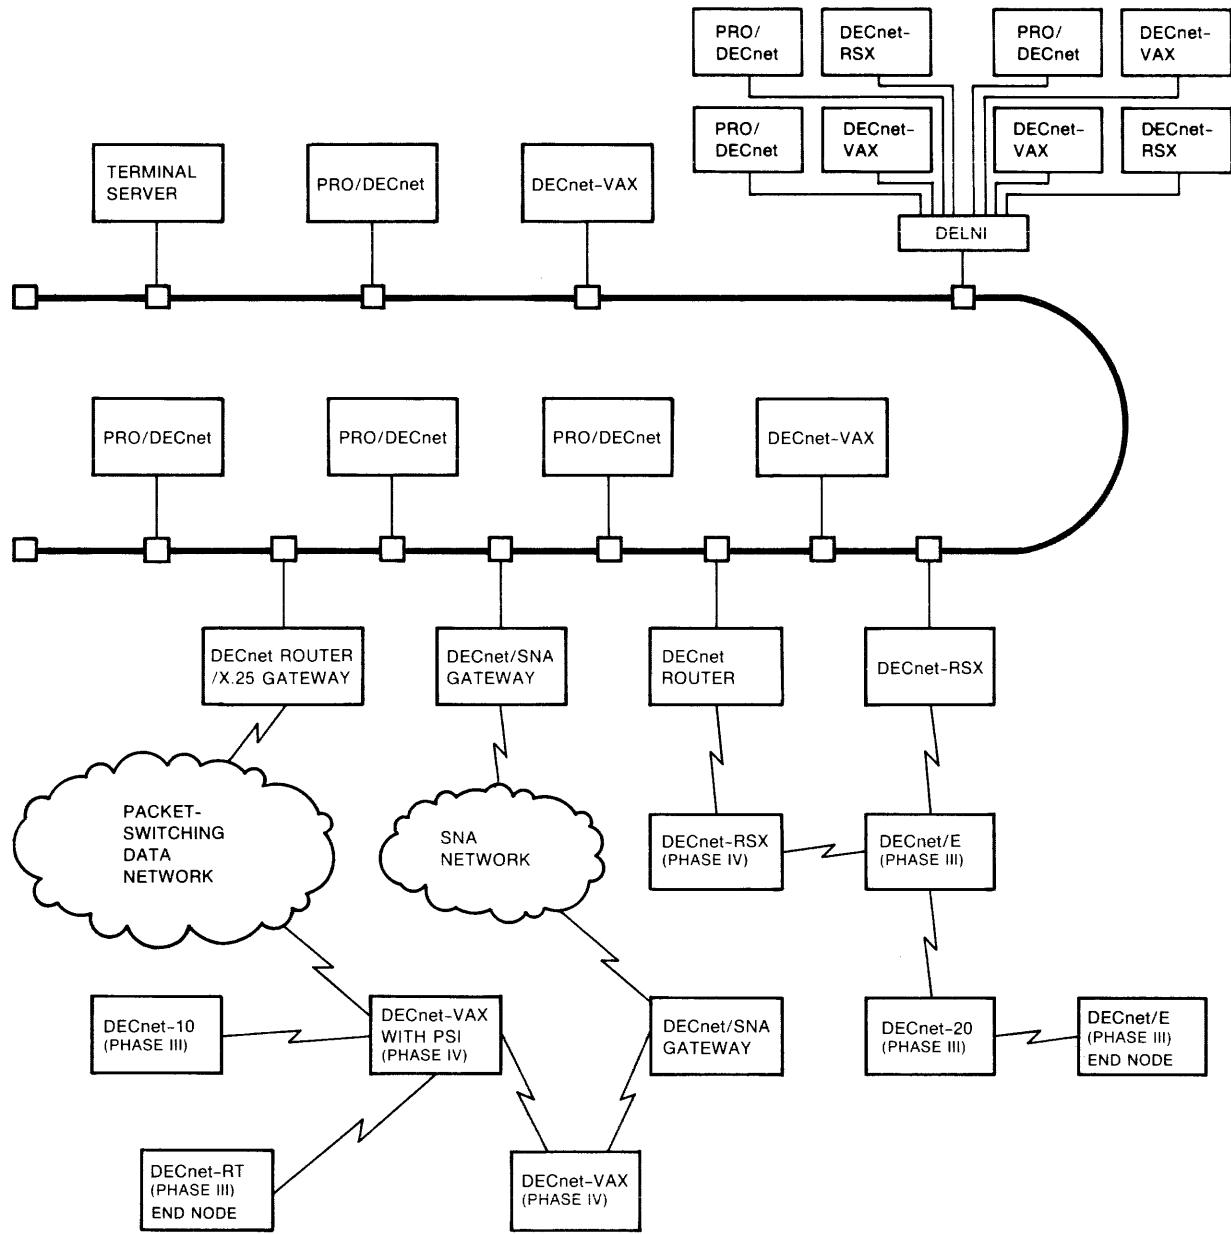 PRO/
DECnet
DECnet-
RSX
PRO/
DECnet
DECnet-
VAX
PRO/
DECnet
DECnet-
VAX
DECnet-
VAX
DECnet-
RSX
DELNI
TERMINAL
SERVER
PRO/DECnet
DECnet-VAX
PRO/DECnet
PRO/DECnet
PRO/DECnet
DECnet-VAX
DECnet ROUTER
/X.25 GATEWAY
DECnet/SNA
GATEWAY
DECnet
ROUTER
DECnet-RSX
PACKET-
SWITCHING
DATA
NETWORK
SNA
NETWORK
DECnet-RSX
(PHASE IV)
DECnet/E
(PHASE III)
DECnet-10
(PHASE III)
DECnet-VAX
WITH PSI
(PHASE IV)
DECnet/SNA
GATEWAY
DECnet-20
(PHASE III)
DECnet/E
(PHASE III)
END NODE
DECnet-RT
(PHASE III)
END NODE
DECnet-VAX
(PHASE IV)